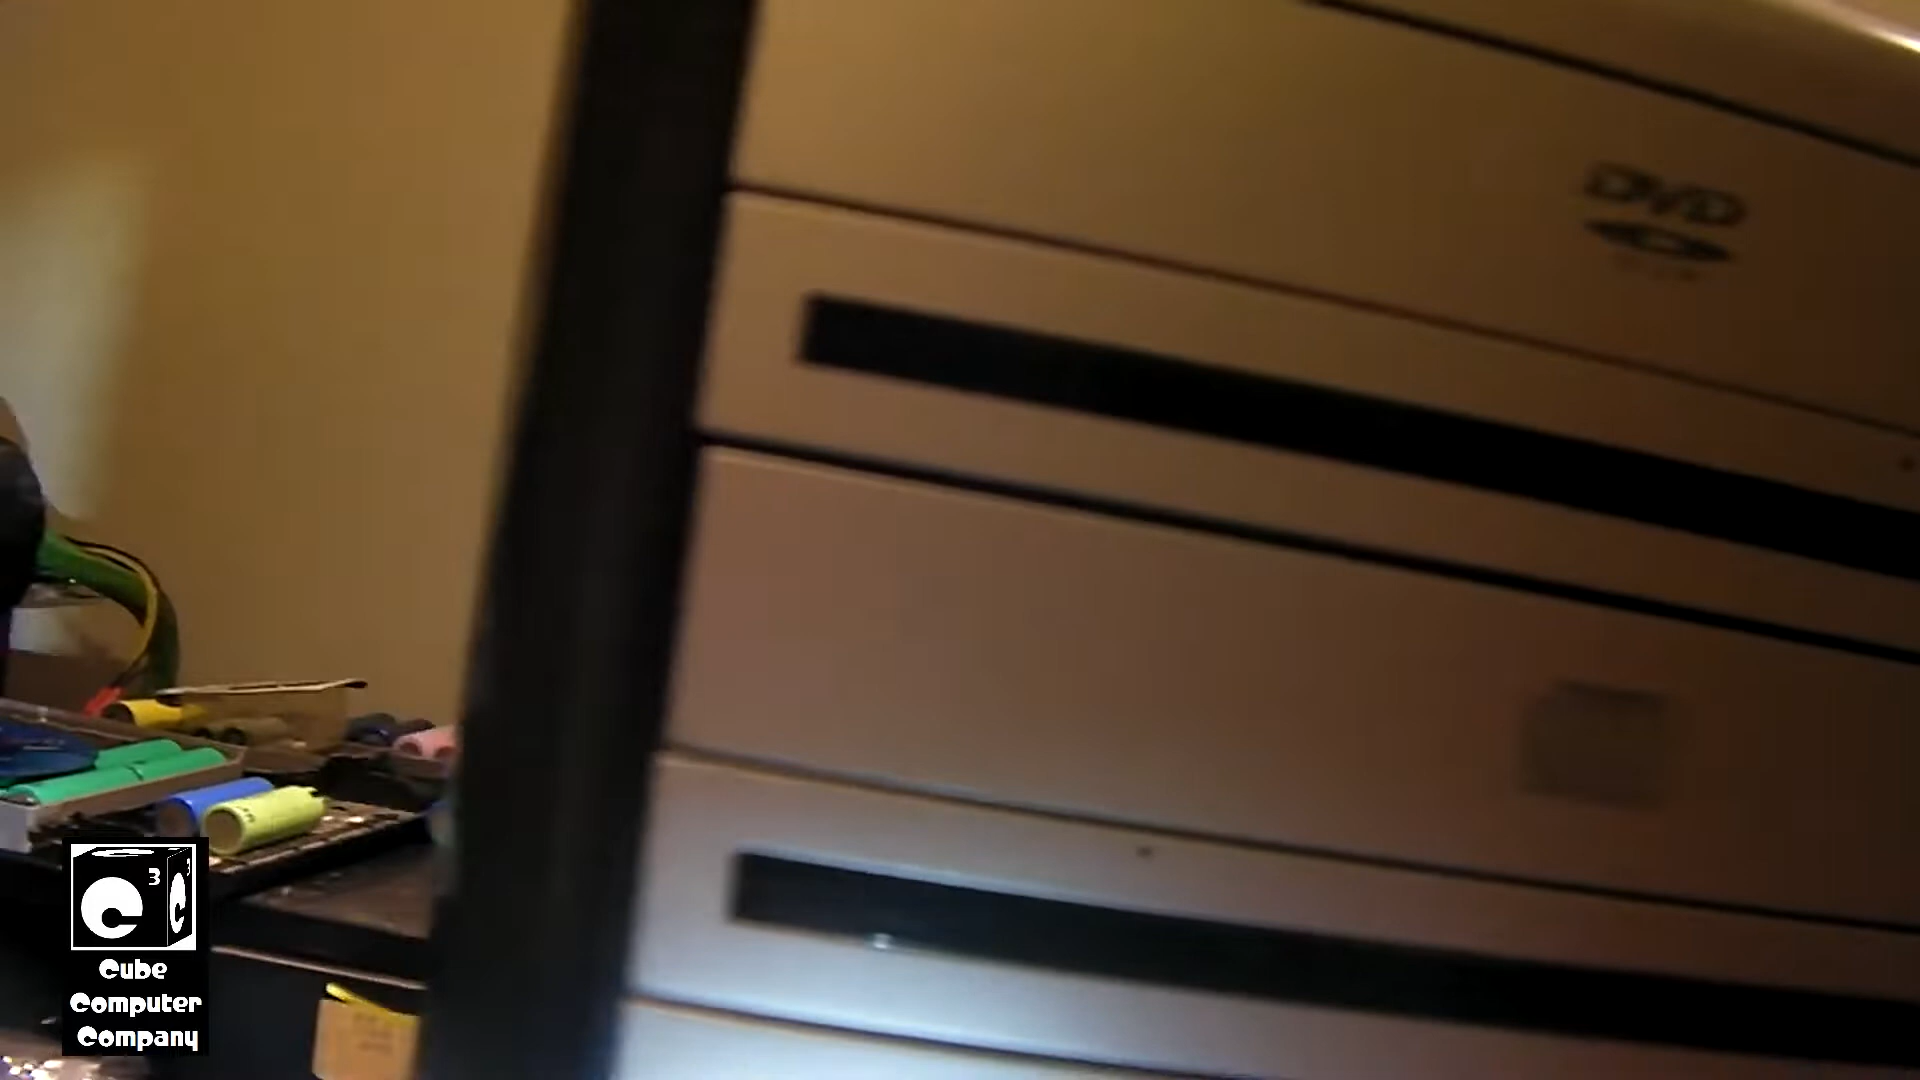 DVD
C 3
C 3
Cube
Computer
Company